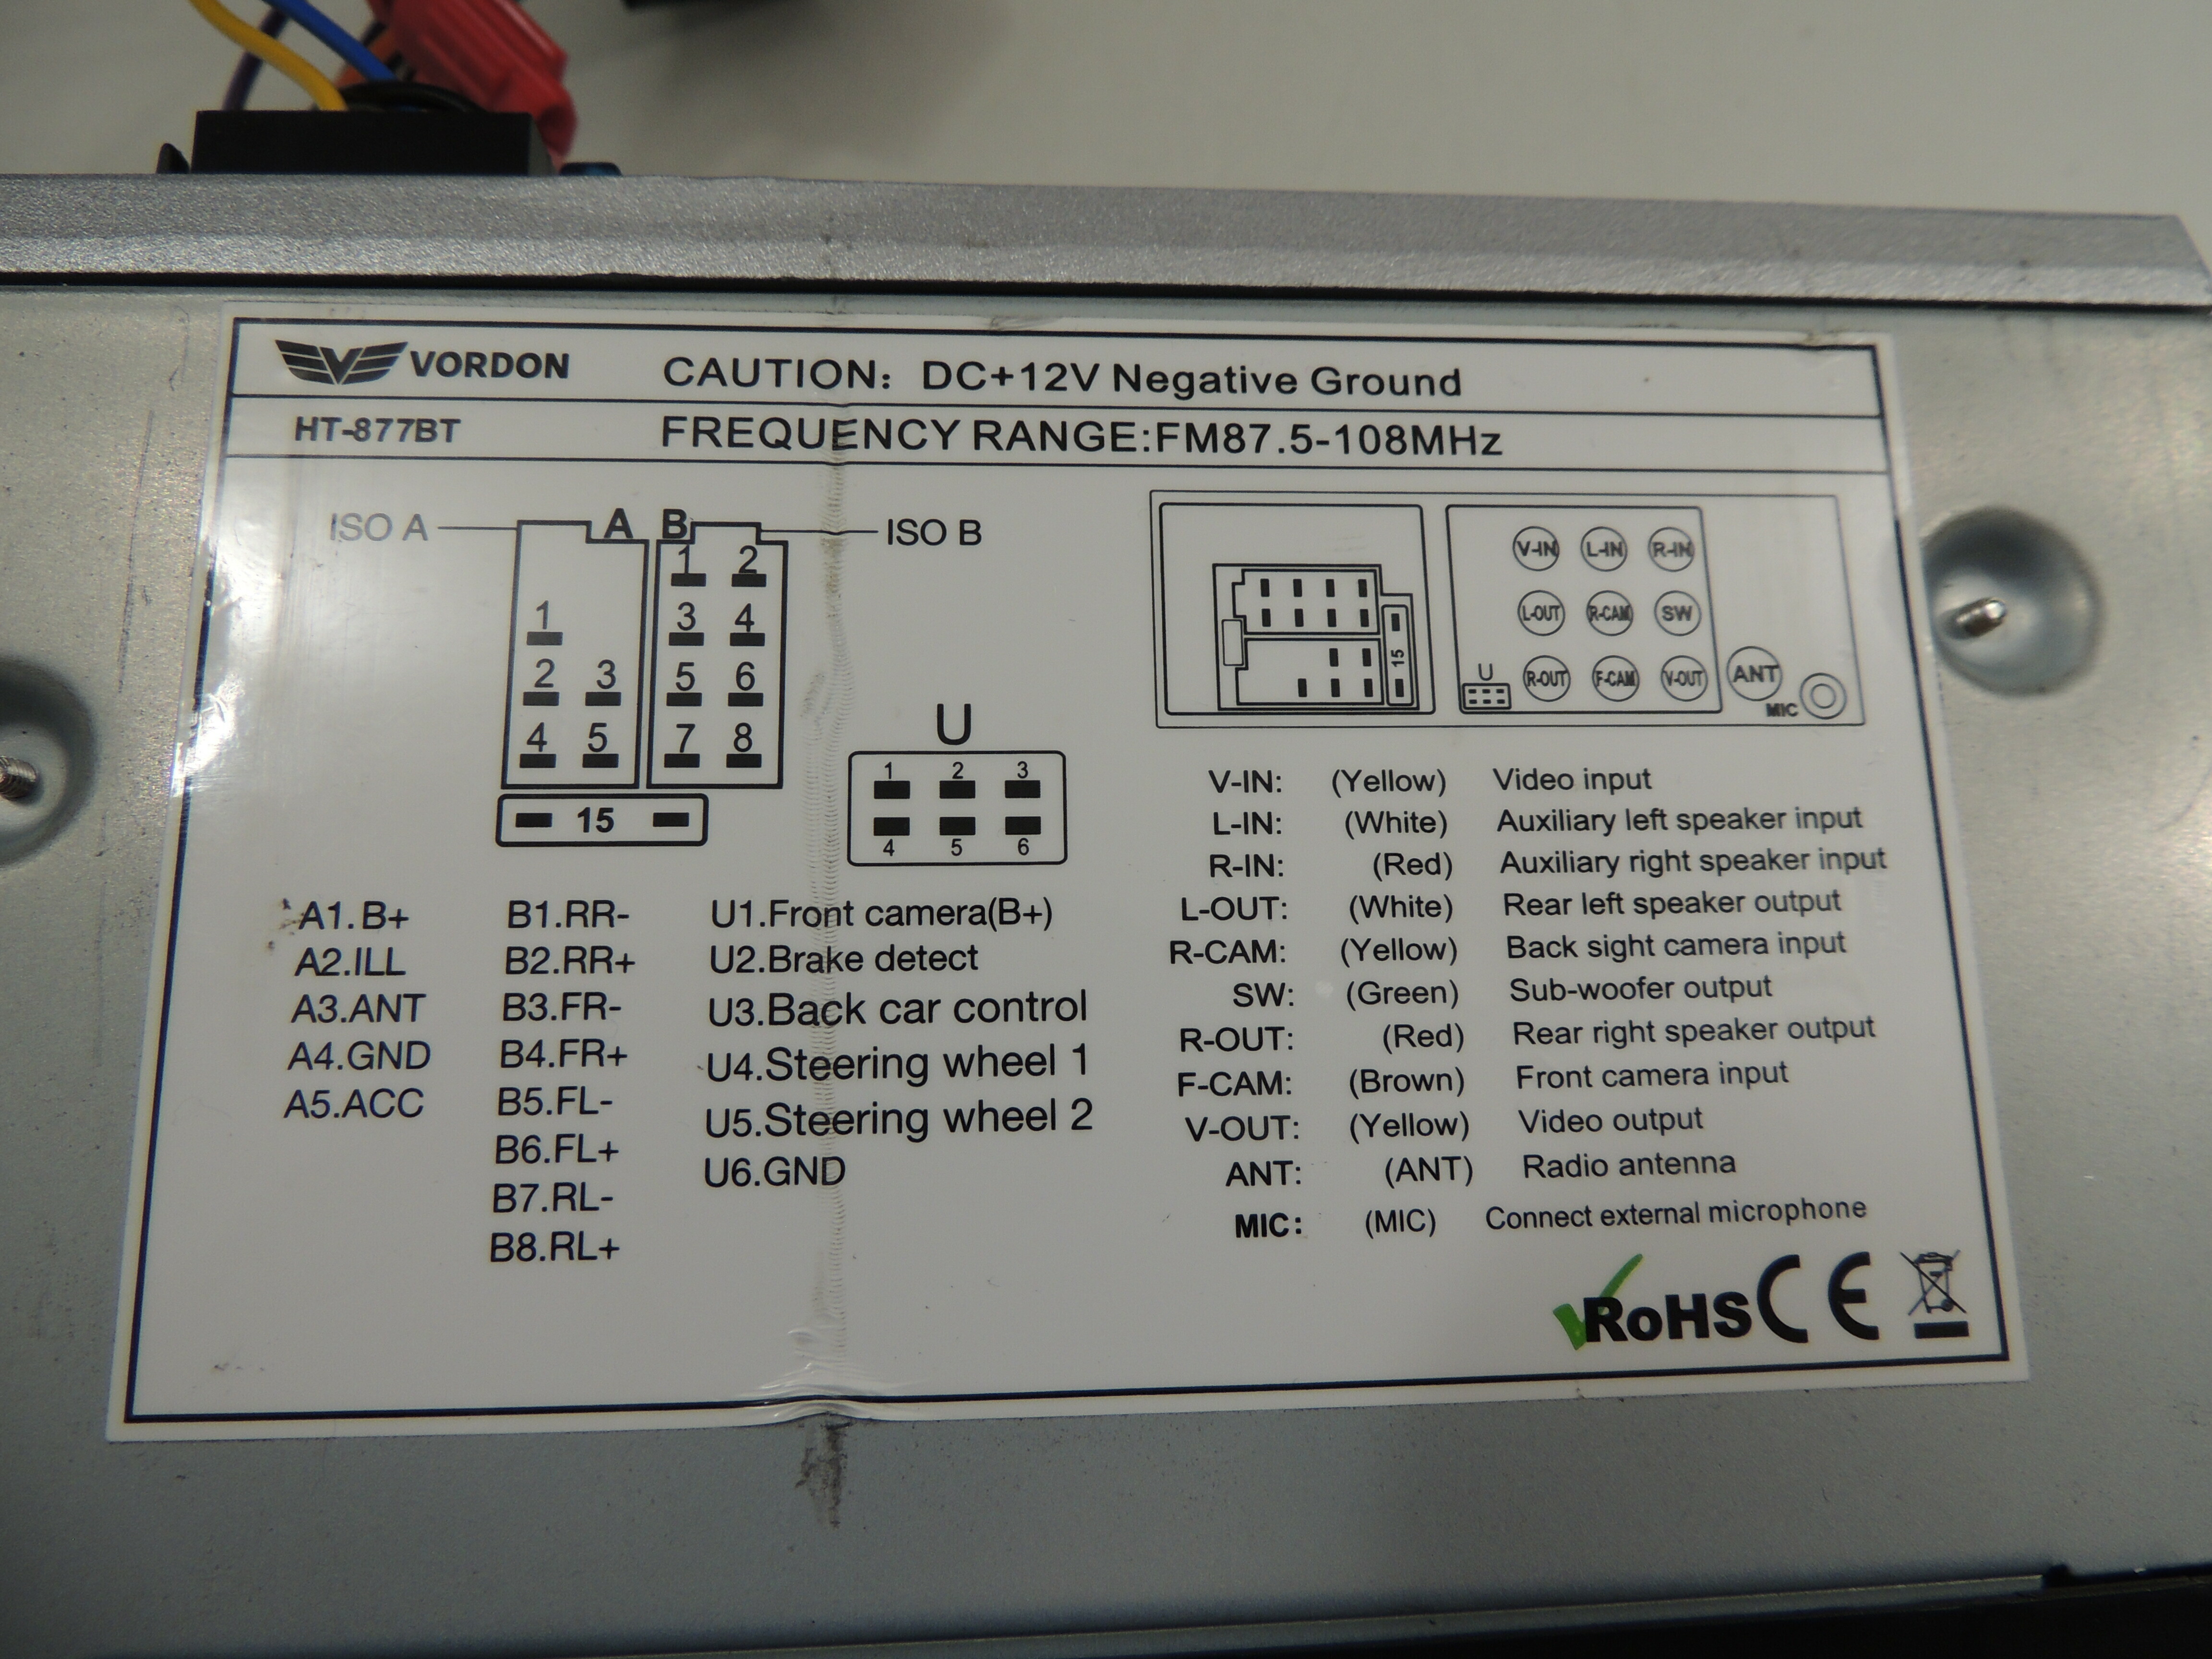 VORDON CAUTION: DC+12V Negative Ground
HT-877BT FREQUENCY RANGE:FM87.5-108MHz
ISO A A B ISO B
1 2
1 3 4
2 3 5 6
4 5 7 8
15
U
1 2 3
4 5 6
A1.B+
A2.ILL
A3.ANT
A4.GND
A5.ACC
B1.RR-
B2.RR+
B3.FR-
B4.FR+
B5.FL-
B6.FL+
B7.RL-
B8.RL+
U1.Front camera(B+)
U2.Brake detect
U3.Back car control
U4.Steering wheel 1
U5.Steering wheel 2
U6.GND
15
V-IN L-IN R-IN
L-OUT R-CAM SW
U R-OUT F-CAM V-OUT ANT
MIC
V-IN: (Yellow) Video input
L-IN: (White) Auxiliary left speaker input
R-IN: (Red) Auxiliary right speaker input
L-OUT: (White) Rear left speaker output
R-CAM: (Yellow) Back sight camera input
SW: (Green) Sub-woofer output
R-OUT: (Red) Rear right speaker output
F-CAM: (Brown) Front camera input
V-OUT: (Yellow) Video output
ANT: (ANT) Radio antenna
MIC: (MIC) Connect external microphone
RoHS CE